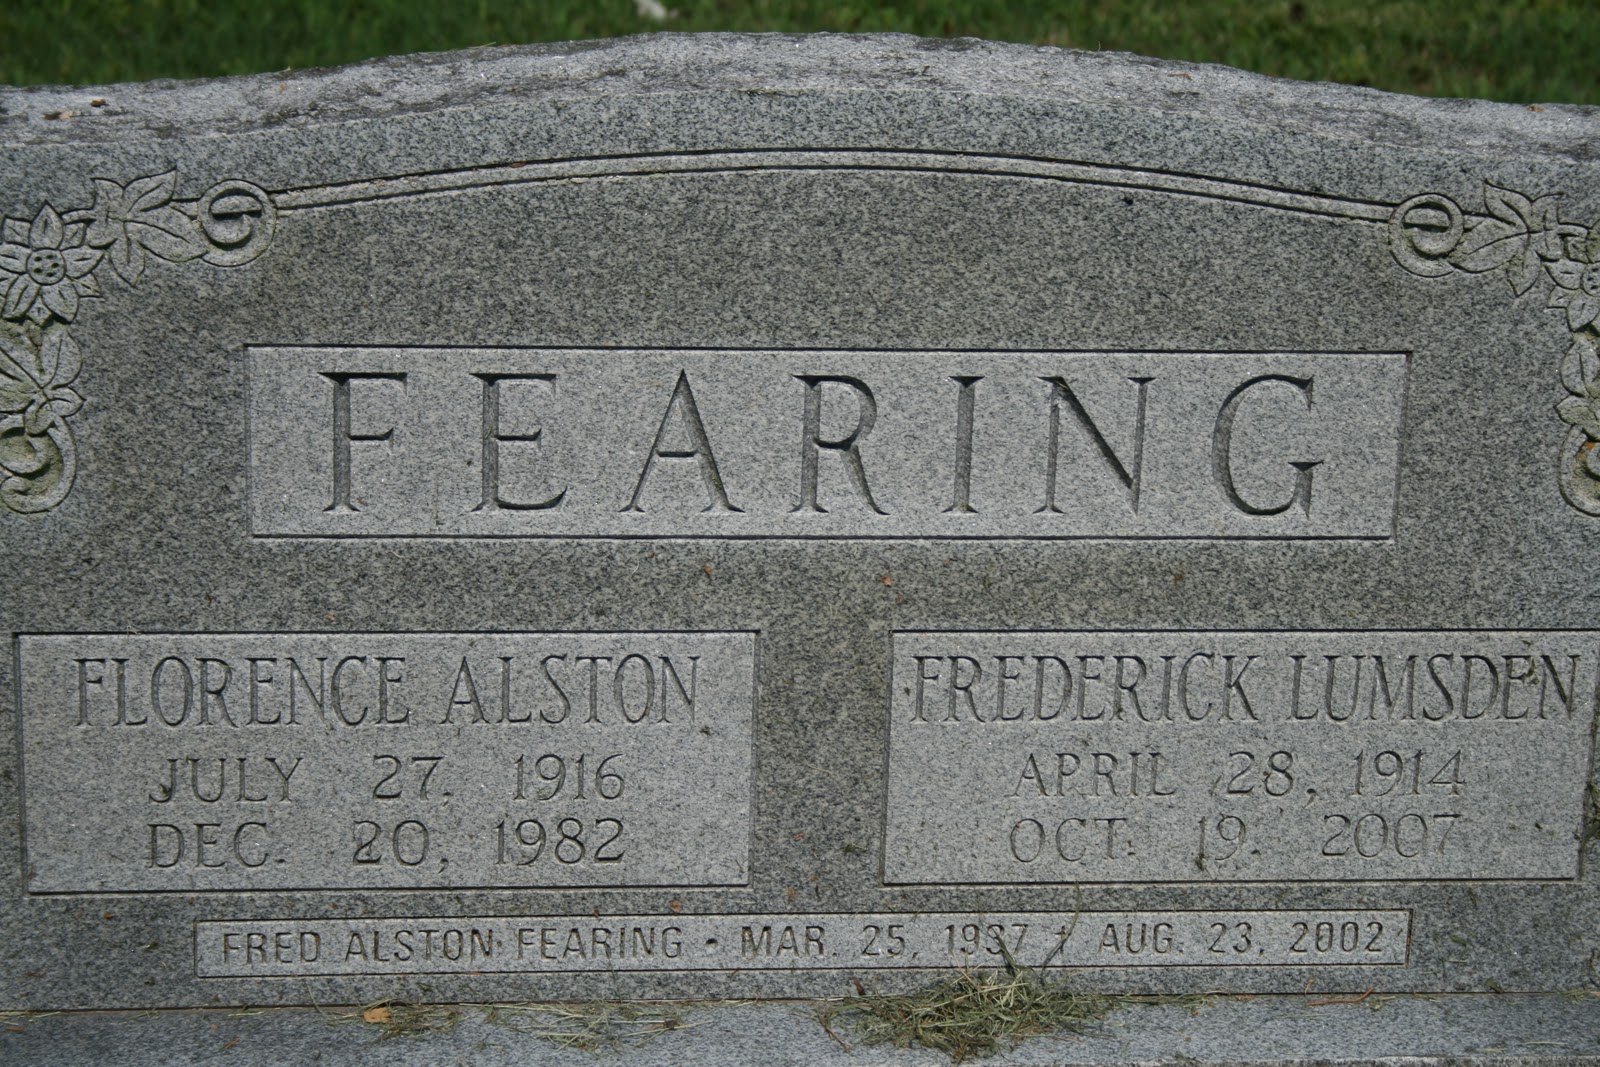 FEARING
FLORENCE ALSTON
JULY 27, 1916
DEC. 20, 1982
FREDERICK LUMSDEN
APRIL 28, 1914
OCT. 19, 2007
FRED ALSTON FEARING · MAR. 25, 1937 † AUG. 23, 2002